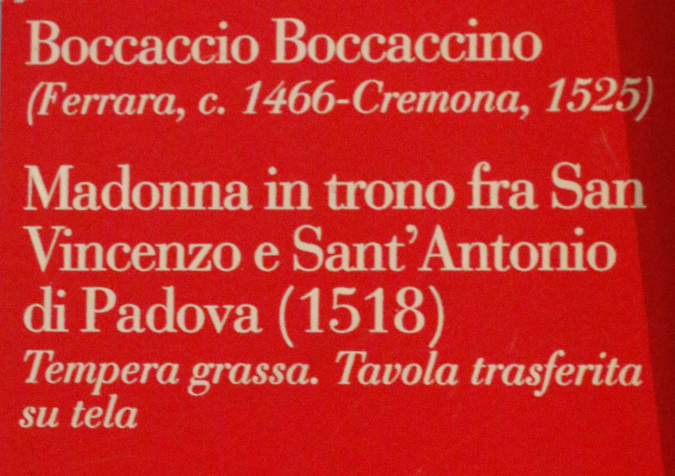 Boccaccio Boccaccino
(Ferrara, c. 1466-Cremona, 1525)
Madonna in trono fra San
Vincenzo e Sant'Antonio
di Padova (1518)
Tempera grassa. Tavola trasferita
su tela